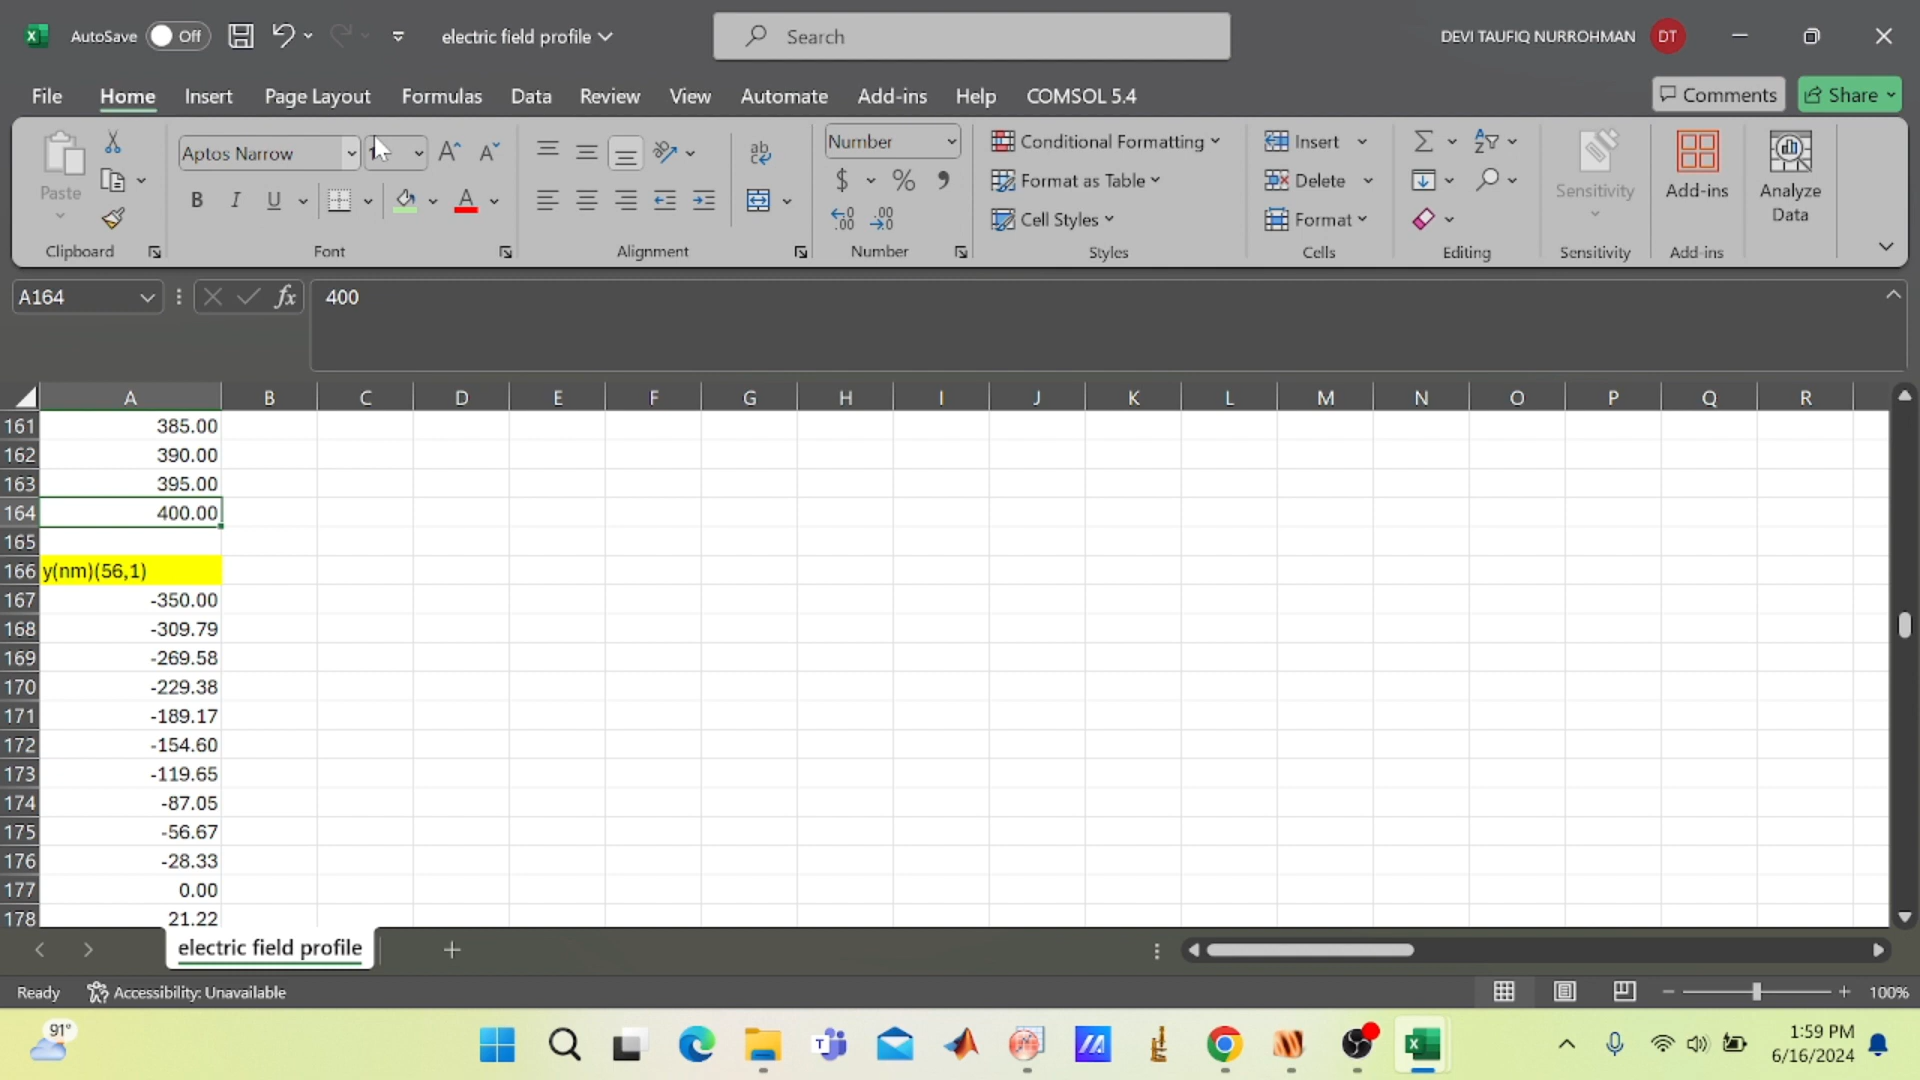 AutoSave Off electric field profile Search DEVI TAUFIQ NURROHMAN DT
File Home Insert Page Layout Formulas Data Review View Automate Add-ins Help COMSOL 5.4 Comments Share
Paste Aptos Narrow Number Conditional Formatting Insert Sensitivity Add-ins Analyze Data
B I U $ % Format as Table Delete
Cell Styles Format
Clipboard Font Alignment Number Styles Cells Editing Sensitivity Add-ins
A164 fx 400
A B C D E F G H I J K L M N O P Q R
161 385.00
162 390.00
163 395.00
164 400.00
165
166 y(nm)(56,1)
167 -350.00
168 -309.79
169 -269.58
170 -229.38
171 -189.17
172 -154.60
173 -119.65
174 -87.05
175 -56.67
176 -28.33
177 0.00
178 21.22
electric field profile
Ready Accessibility: Unavailable 100%
91° 1:59 PM
6/16/2024